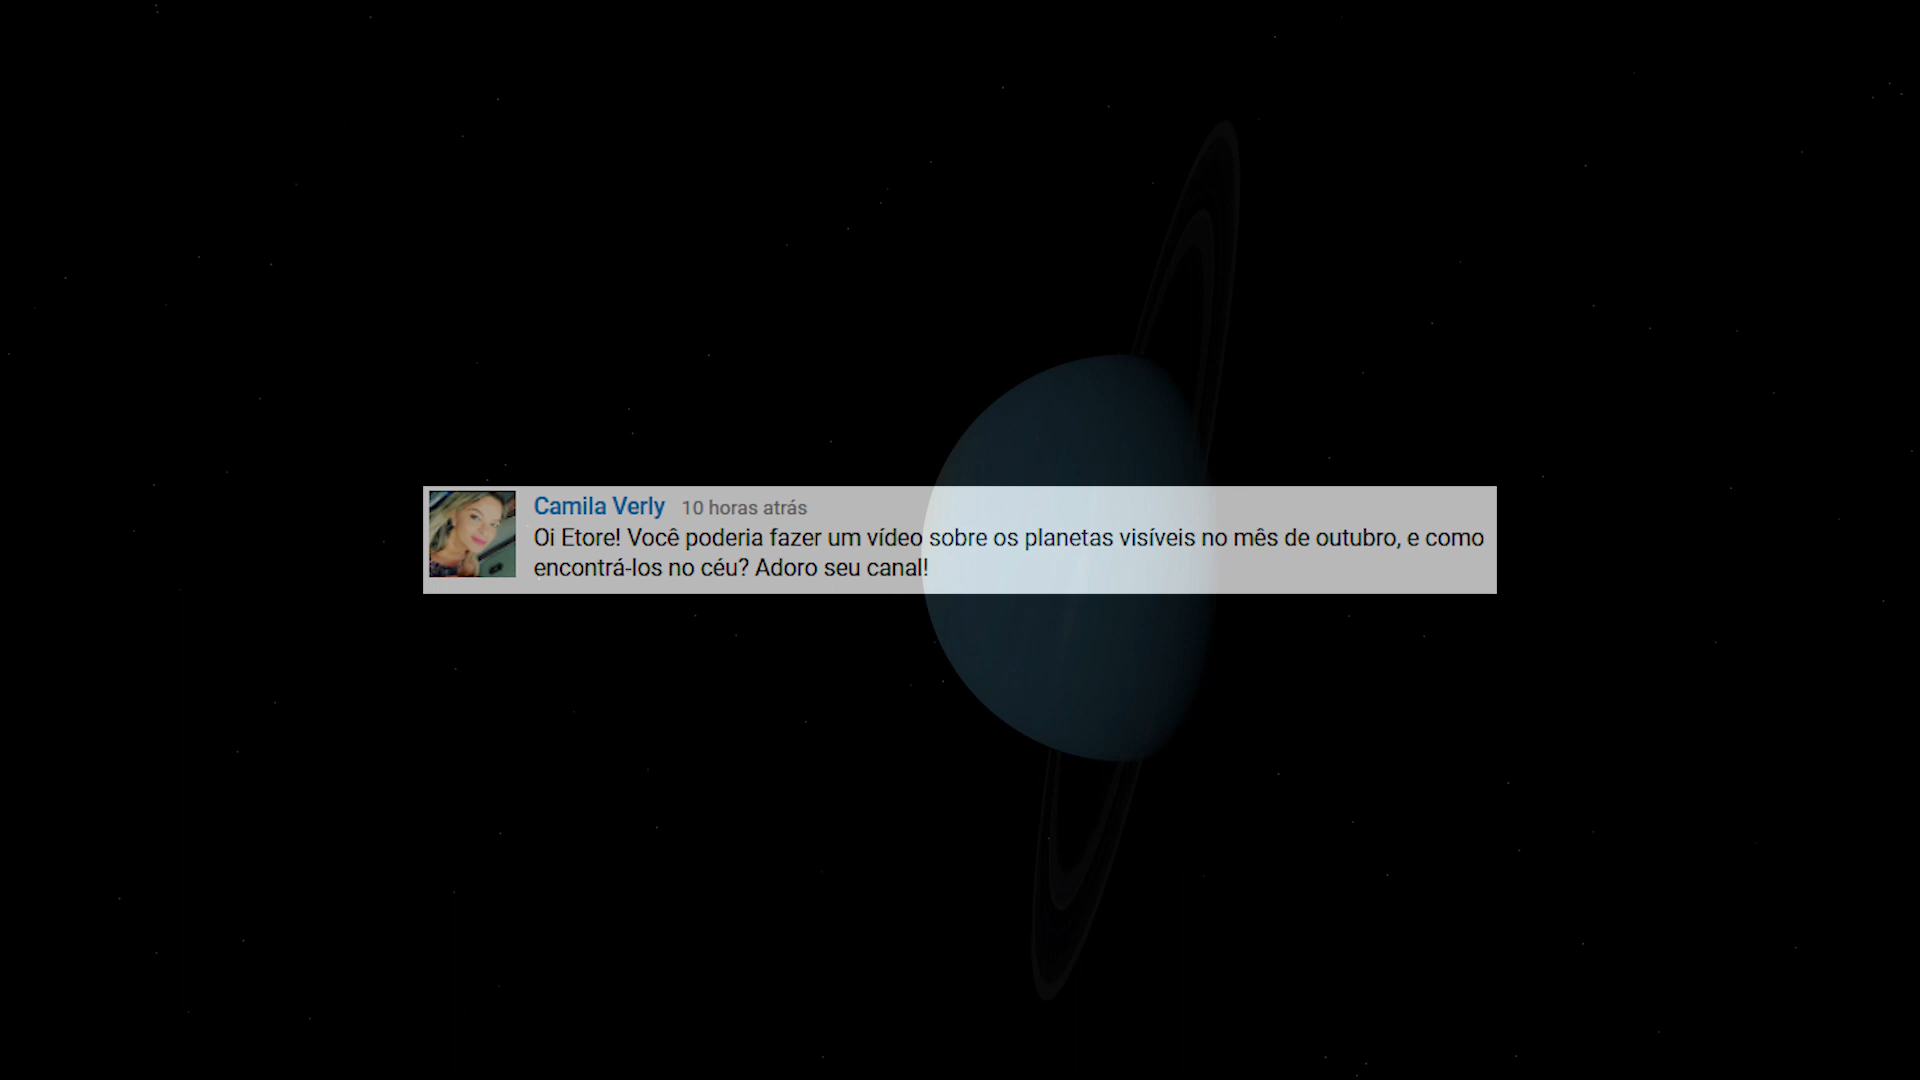 Camila Verly 10 horas atrás
Oi Etore! Você poderia fazer um vídeo sobre os planetas visíveis no mês de outubro, e como
encontrá-los no céu? Adoro seu canal!